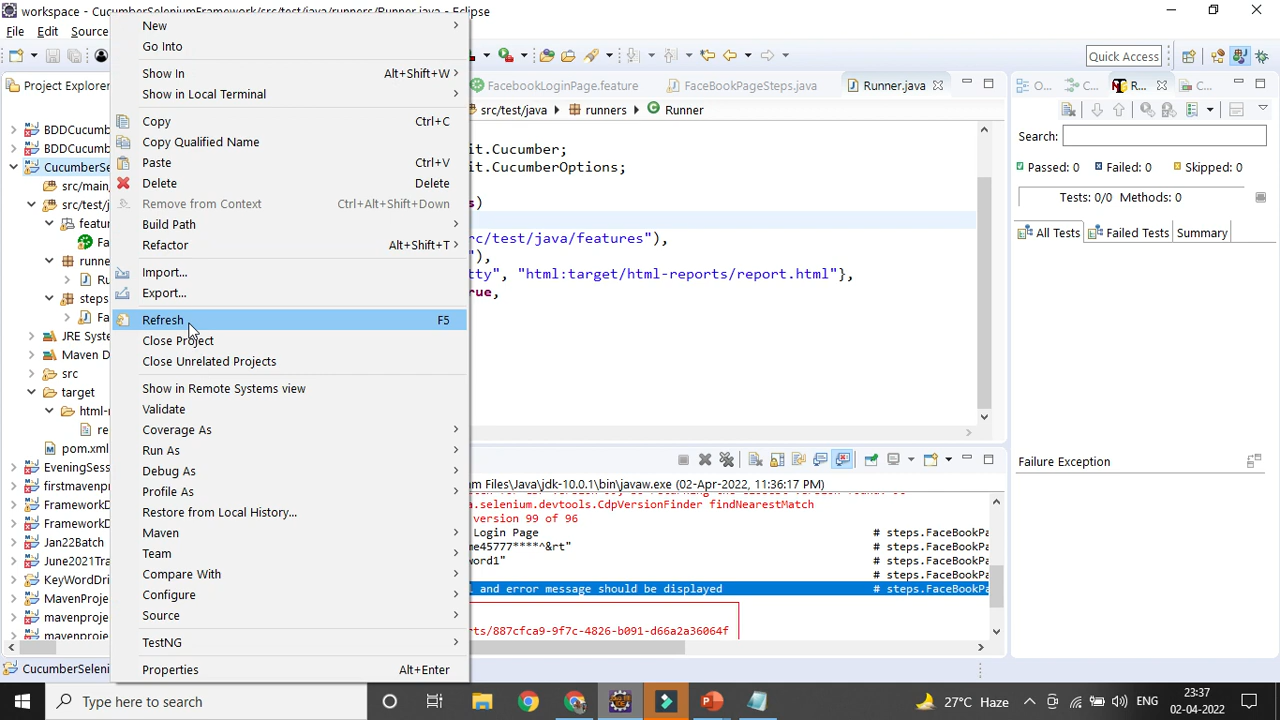 workspace - CucumberSeleniumFramework/src/test/java/runners/Runner.java - Eclipse
File Edit Source
Quick Access
Project Explorer
FacebookLoginPage.feature
FaceBookPageSteps.java
Runner.java
O...
C...
R...
C...
src/test/java
runners
Runner
BDDCucumb
BDDCucumb
CucumberSe
src/main
src/test/j
featur
Fa
runne
Ru
steps
Fa
JRE Syste
Maven D
src
target
html-r
re
pom.xml
EveningSess
firstmavenpr
FrameworkD
FrameworkD
Jan22Batch
June2021Tra
KeyWordDri
MavenProje
mavenproje
mavenproje
CucumberSeleni
New
Go Into
Show In Alt+Shift+W
Show in Local Terminal
Copy Ctrl+C
Copy Qualified Name
Paste Ctrl+V
Delete Delete
Remove from Context Ctrl+Alt+Shift+Down
Build Path
Refactor Alt+Shift+T
Import...
Export...
Refresh F5
Close Project
Close Unrelated Projects
Show in Remote Systems view
Validate
Coverage As
Run As
Debug As
Profile As
Restore from Local History...
Maven
Team
Compare With
Configure
Source
TestNG
Properties Alt+Enter
it.Cucumber;
it.CucumberOptions;
s)
rc/test/java/features"),
"),
tty", "html:target/html-reports/report.html"},
ue,
Search:
Passed: 0 Failed: 0 Skipped: 0
Tests: 0/0 Methods: 0
All Tests Failed Tests Summary
Failure Exception
m Files\Java\jdk-10.0.1\bin\javaw.exe (02-Apr-2022, 11:36:17 PM)
a.selenium.devtools.CdpVersionFinder findNearestMatch
version 99 of 96
Login Page # steps.FaceBookPa
me45777****^&rt" # steps.FaceBookPa
word1" # steps.FaceBookPa
# steps.FaceBookPa
l and error message should be displayed # steps.FaceBookPa
rts/887cfca9-9f7c-4826-b091-d66a2a36064f
Type here to search
27°C Haze
ENG
23:37
02-04-2022